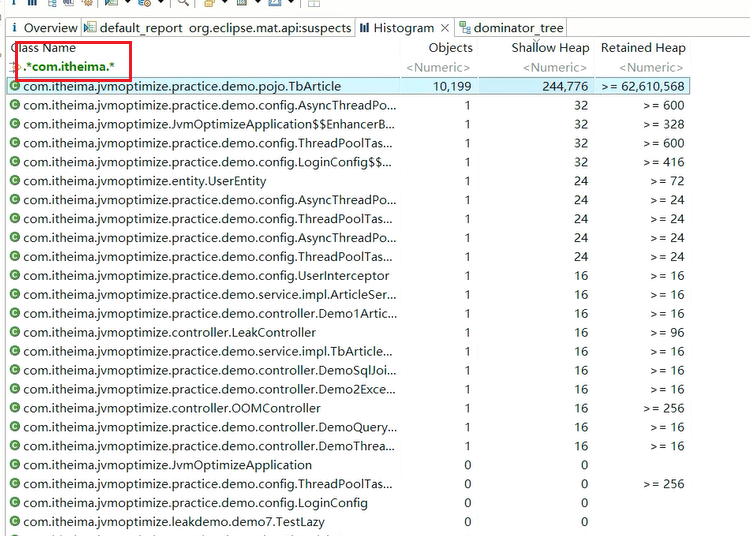 Overview default_report org.eclipse.mat.api:suspects Histogram dominator_tree
Class Name Objects Shallow Heap Retained Heap
.*com.itheima.* <Numeric> <Numeric> <Numeric>
com.itheima.jvmoptimize.practice.demo.pojo.TbArticle 10,199 244,776 >= 62,610,568
com.itheima.jvmoptimize.practice.demo.config.AsyncThreadPo... 1 32 >= 600
com.itheima.jvmoptimize.JvmOptimizeApplication$$EnhancerB... 1 32 >= 328
com.itheima.jvmoptimize.practice.demo.config.ThreadPoolTas... 1 32 >= 600
com.itheima.jvmoptimize.practice.demo.config.LoginConfig$$... 1 32 >= 416
com.itheima.jvmoptimize.entity.UserEntity 1 24 >= 72
com.itheima.jvmoptimize.practice.demo.config.AsyncThreadPo... 1 24 >= 24
com.itheima.jvmoptimize.practice.demo.config.ThreadPoolTas... 1 24 >= 24
com.itheima.jvmoptimize.practice.demo.config.AsyncThreadPo... 1 24 >= 24
com.itheima.jvmoptimize.practice.demo.config.ThreadPoolTas... 1 24 >= 24
com.itheima.jvmoptimize.practice.demo.config.UserInterceptor 1 16 >= 16
com.itheima.jvmoptimize.practice.demo.service.impl.ArticleSer... 1 16 >= 16
com.itheima.jvmoptimize.practice.demo.controller.Demo1Artic... 1 16 >= 16
com.itheima.jvmoptimize.controller.LeakController 1 16 >= 96
com.itheima.jvmoptimize.practice.demo.service.impl.TbArticle... 1 16 >= 16
com.itheima.jvmoptimize.practice.demo.controller.DemoSqlJoi... 1 16 >= 16
com.itheima.jvmoptimize.practice.demo.controller.Demo2Exce... 1 16 >= 16
com.itheima.jvmoptimize.controller.OOMController 1 16 >= 256
com.itheima.jvmoptimize.practice.demo.controller.DemoQuery... 1 16 >= 16
com.itheima.jvmoptimize.practice.demo.controller.DemoThrea... 1 16 >= 16
com.itheima.jvmoptimize.JvmOptimizeApplication 0 0
com.itheima.jvmoptimize.practice.demo.config.ThreadPoolTas... 0 0 >= 256
com.itheima.jvmoptimize.practice.demo.config.LoginConfig 0 0
com.itheima.jvmoptimize.leakdemo.demo7.TestLazy 0 0